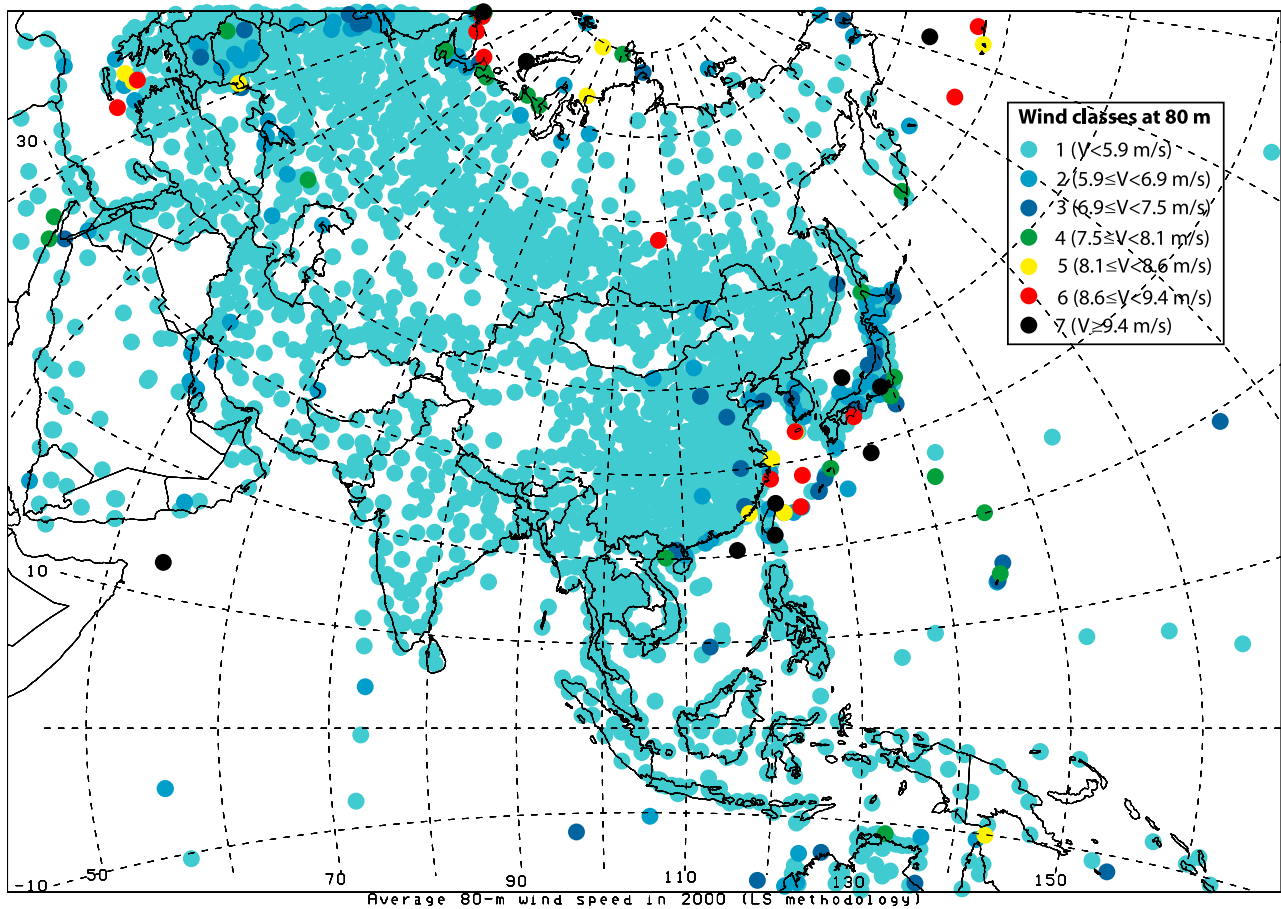 Wind classes at 80 m
1 (V<5.9 m/s)
2 (5.9≤V<6.9 m/s)
3 (6.9≤V<7.5 m/s)
4 (7.5≤V<8.1 m/s)
5 (8.1≤V<8.6 m/s)
6 (8.6≤V<9.4 m/s)
7 (V≥9.4 m/s)
30
10
-10
50
70
90
110
130
150
Average 80-m wind speed in 2000 (LS methodology)